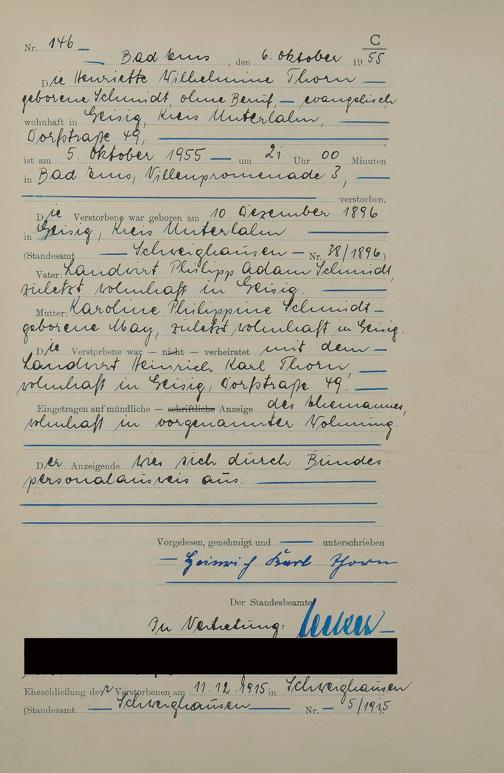 C
Nr. 146
Bad Ems, den 6. Oktober 1955
Die Henriette Wilhelmine Thorn
geborene Schmidt, ohne Beruf, — evangelisch
wohnhaft in Geisig, Kreis Unterlahn,
Dorfstraße 49,
ist am 5. Oktober 1955 — um 21 Uhr 00 Minuten
in Bad Ems, Villenpromenade 3,
verstorben.
Die Verstorbene war geboren am 10. Dezember 1896
in Geisig, Kreis Unterlahn
(Standesamt — Schweighausen — Nr. 38/1896)
Vater: Landwirt Philipp Adam Schmidt,
zuletzt wohnhaft in Geisig.
Mutter: Karoline Philippine Schmidt
geborene May, zuletzt wohnhaft in Geisig.
Die Verstorbene war — nicht — verheiratet mit dem
Landwirt Heinrich Karl Thorn,
wohnhaft in Geisig, Dorfstraße 49.
Eingetragen auf mündliche — schriftliche Anzeige des Ehemannes,
wohnhaft in vorgenannter Wohnung.
Der Anzeigende wies sich durch Bundes-
personalausweis aus.
Vorgelesen, genehmigt und — unterschrieben
Heinrich Karl Thorn
Der Standesbeamte
In Vertretung:
Eheschließung der Verstorbenen am 11.12.1915 in Schweighausen
(Standesamt — Schweighausen — Nr. 5/1915